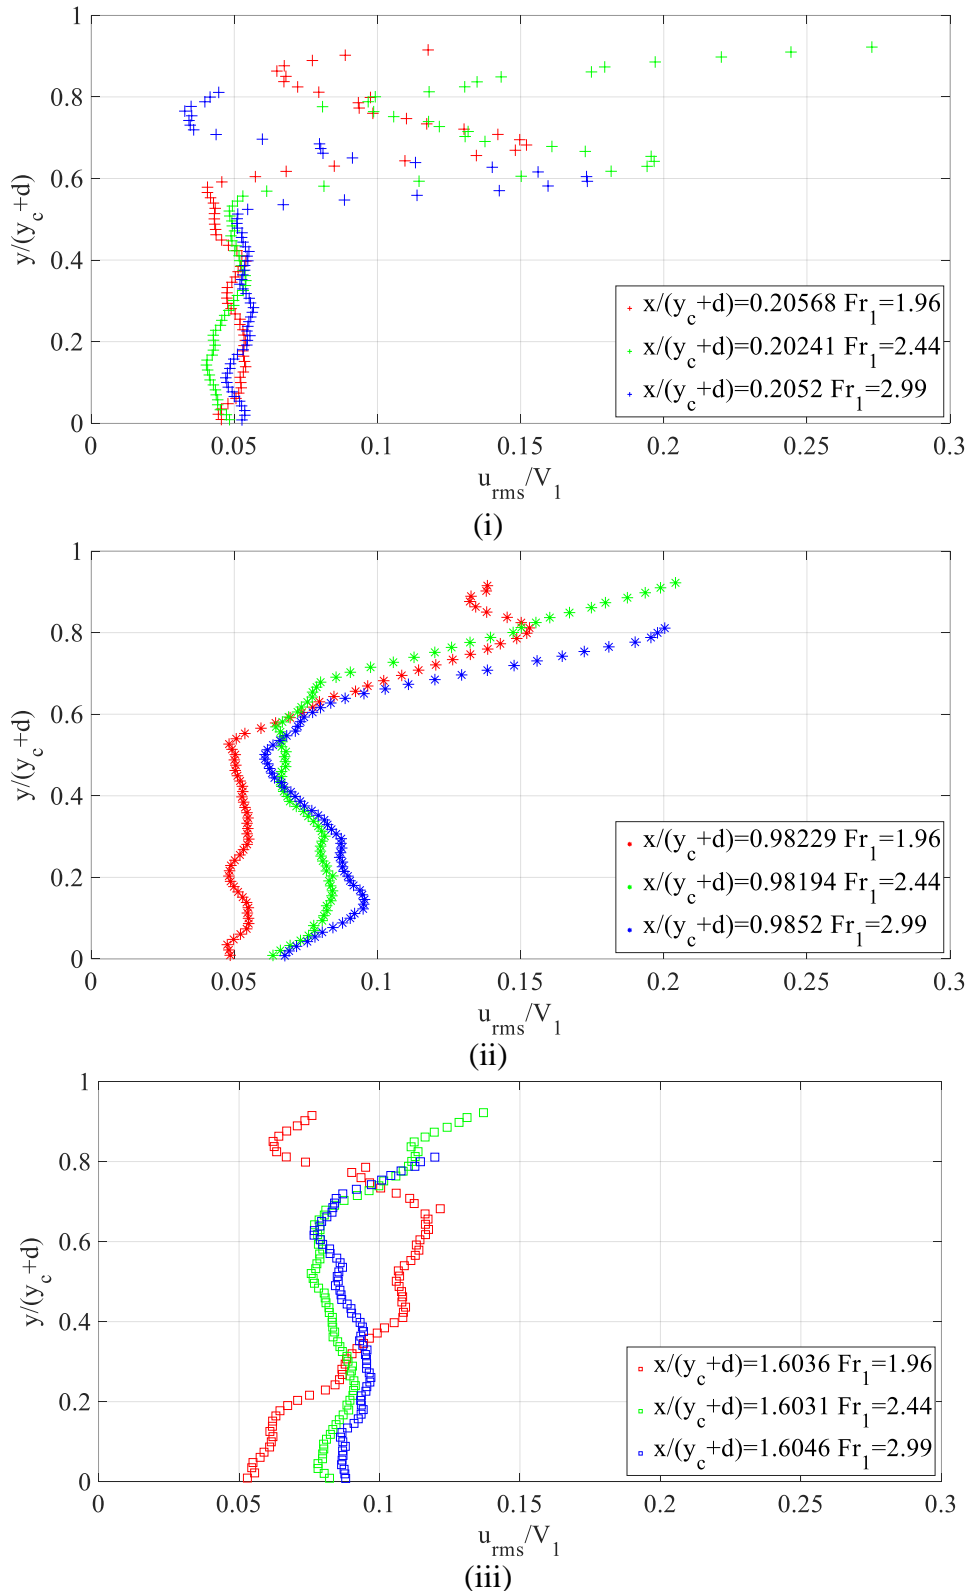 1
0.8
0.6
0.4
0.2
0
y/(y_c+d)
x/(y_c+d)=0.20568 Fr_1=1.96
x/(y_c+d)=0.20241 Fr_1=2.44
x/(y_c+d)=0.2052 Fr_1=2.99
0 0.05 0.1 0.15 0.2 0.25 0.3
u_rms/V_1
(i)
1
0.8
0.6
0.4
0.2
0
y/(y_c+d)
x/(y_c+d)=0.98229 Fr_1=1.96
x/(y_c+d)=0.98194 Fr_1=2.44
x/(y_c+d)=0.9852 Fr_1=2.99
0 0.05 0.1 0.15 0.2 0.25 0.3
u_rms/V_1
(ii)
1
0.8
0.6
0.4
0.2
0
y/(y_c+d)
x/(y_c+d)=1.6036 Fr_1=1.96
x/(y_c+d)=1.6031 Fr_1=2.44
x/(y_c+d)=1.6046 Fr_1=2.99
0 0.05 0.1 0.15 0.2 0.25 0.3
u_rms/V_1
(iii)